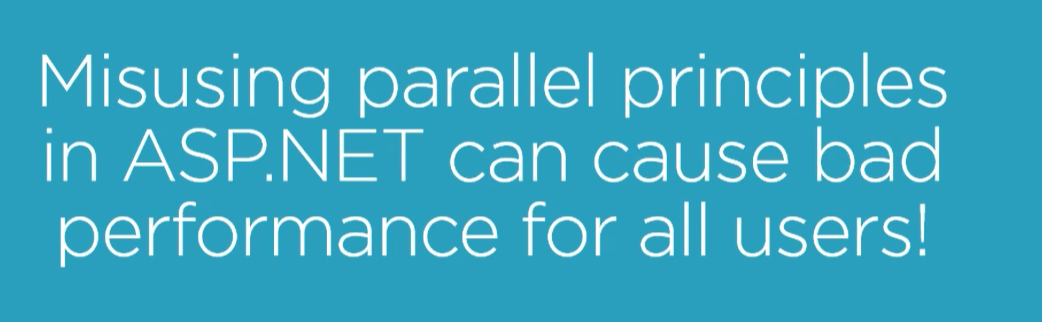 Misusing parallel principles
in ASP.NET can cause bad
performance for all users!